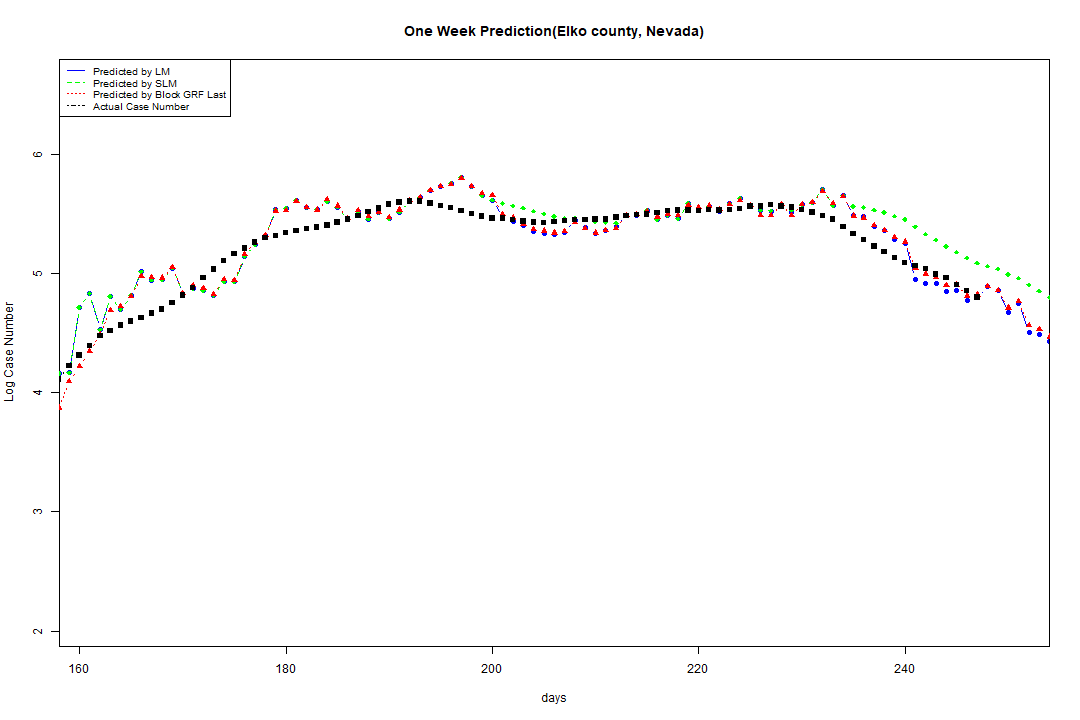 One Week Prediction(Elko county, Nevada)
Predicted by LM
Predicted by SLM
Predicted by Block GRF Last
Actual Case Number
6
5
4
3
2
Log Case Number
160 180 200 220 240
days